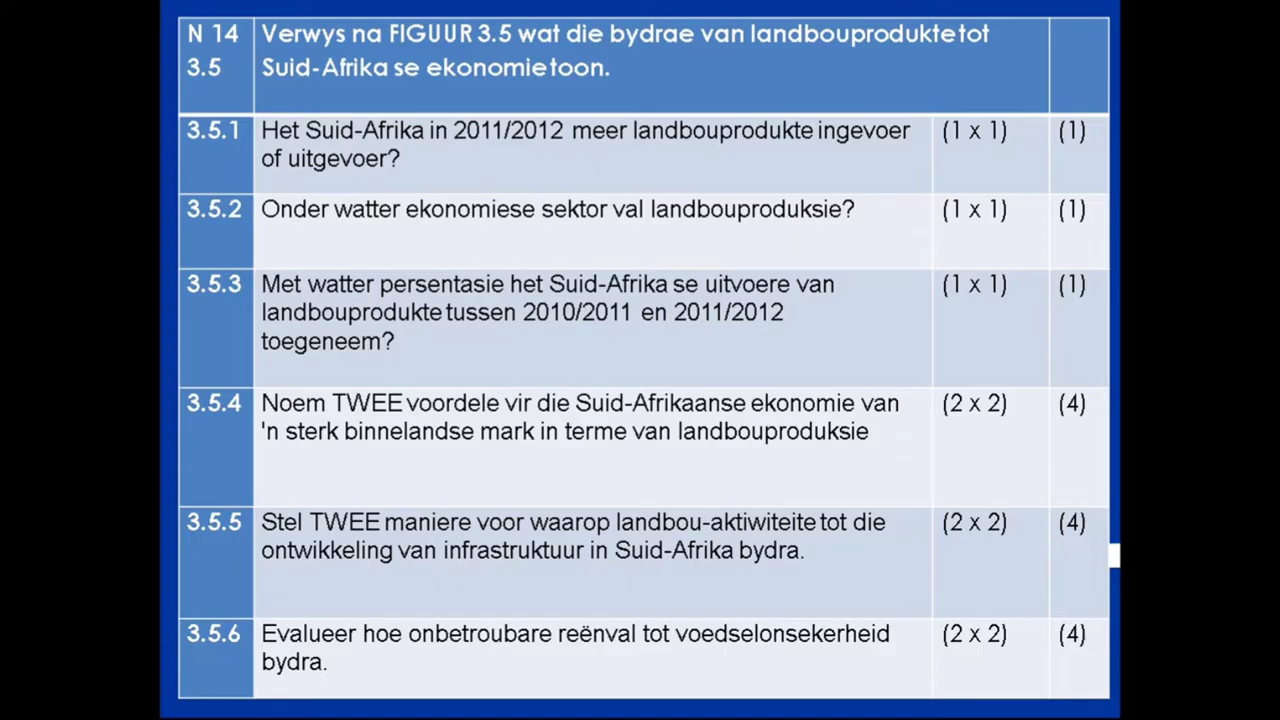 N 14 Verwys na FIGUUR 3.5 wat die bydrae van landbouprodukte tot
3.5 Suid-Afrika se ekonomie toon.
3.5.1 Het Suid-Afrika in 2011/2012 meer landbouprodukte ingevoer (1 x 1) (1)
of uitgevoer?
3.5.2 Onder watter ekonomiese sektor val landbouproduksie? (1 x 1) (1)
3.5.3 Met watter persentasie het Suid-Afrika se uitvoere van (1 x 1) (1)
landbouprodukte tussen 2010/2011 en 2011/2012
toegeneem?
3.5.4 Noem TWEE voordele vir die Suid-Afrikaanse ekonomie van (2 x 2) (4)
'n sterk binnelandse mark in terme van landbouproduksie
3.5.5 Stel TWEE maniere voor waarop landbou-aktiwiteite tot die (2 x 2) (4)
ontwikkeling van infrastruktuur in Suid-Afrika bydra.
3.5.6 Evalueer hoe onbetroubare reënval tot voedselonsekerheid (2 x 2) (4)
bydra.